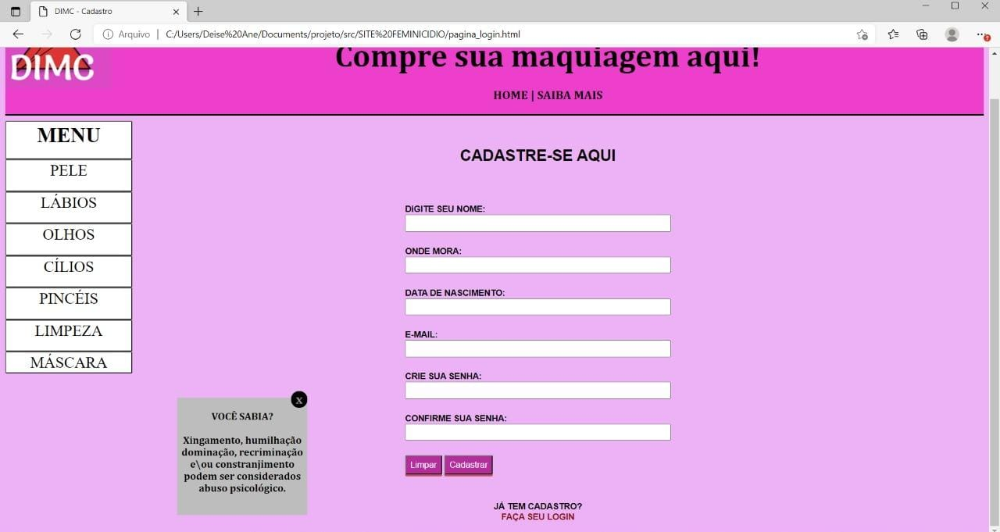 DIMC - Cadastro
Arquivo | C:/Users/Deise%20Ane/Documents/projeto/src/SITE%20FEMINICIDIO/pagina_login.html
DIMC
Compre sua maquiagem aqui!
HOME | SAIBA MAIS
MENU
PELE
LÁBIOS
OLHOS
CÍLIOS
PINCÉIS
LIMPEZA
MÁSCARA
CADASTRE-SE AQUI
DIGITE SEU NOME:
ONDE MORA:
DATA DE NASCIMENTO:
E-MAIL:
CRIE SUA SENHA:
CONFIRME SUA SENHA:
Limpar Cadastrar
JÁ TEM CADASTRO?
FAÇA SEU LOGIN
x
VOCÊ SABIA?
Xingamento, humilhação
dominação, recriminação
e\ou constranjimento
podem ser considerados
abuso psicológico.